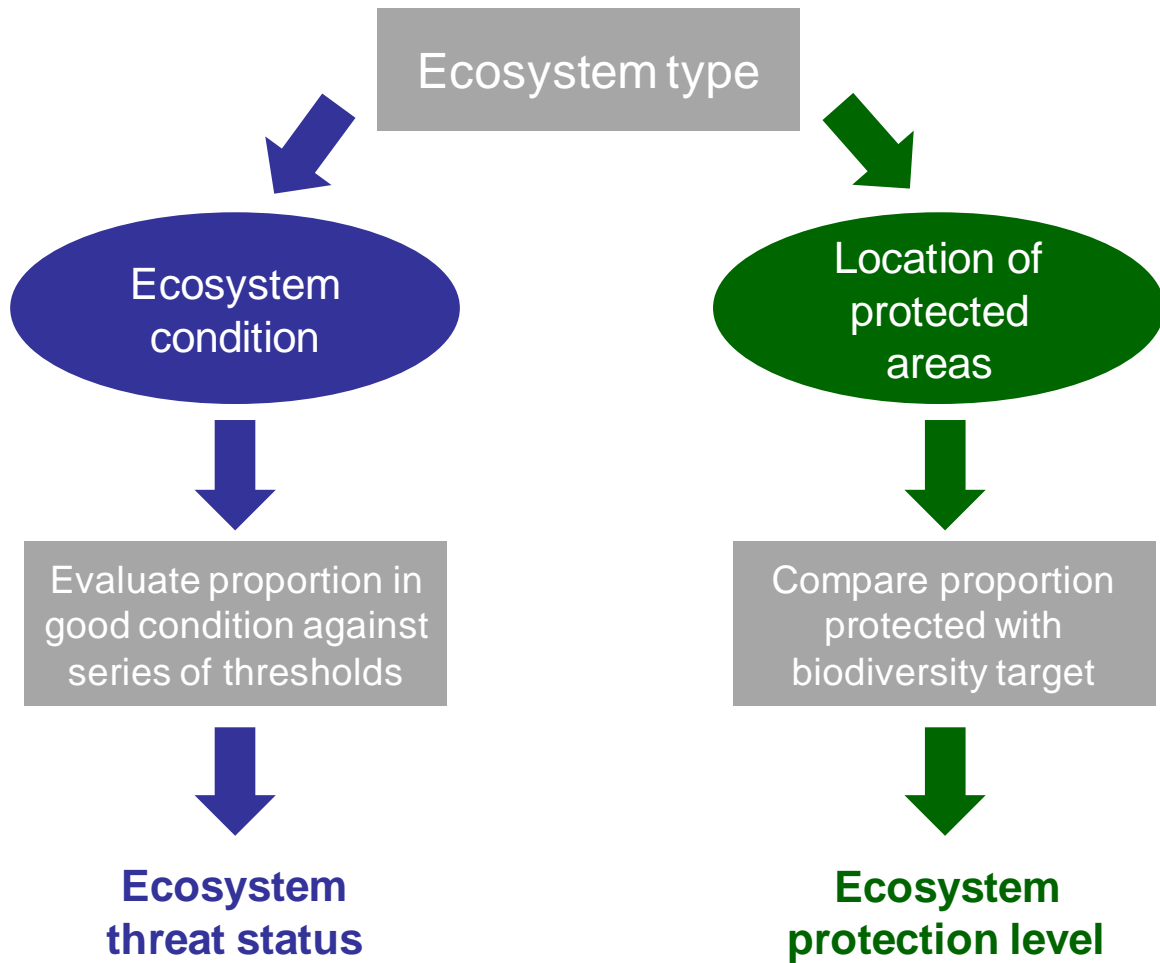 Ecosystem type
Ecosystem
condition
Location of
protected
areas
Evaluate proportion in
good condition against
series of thresholds
Compare proportion
protected with
biodiversity target
Ecosystem
threat status
Ecosystem
protection level